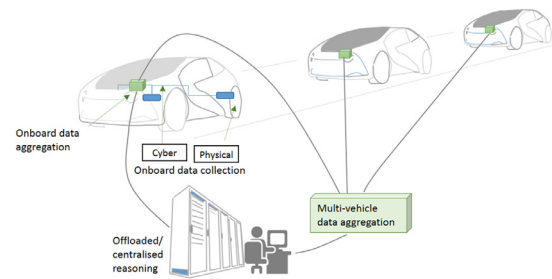 Onboard data
aggregation
Cyber
Physical
Onboard data collection
Multi-vehicle
data aggregation
Offloaded/
centralised
reasoning